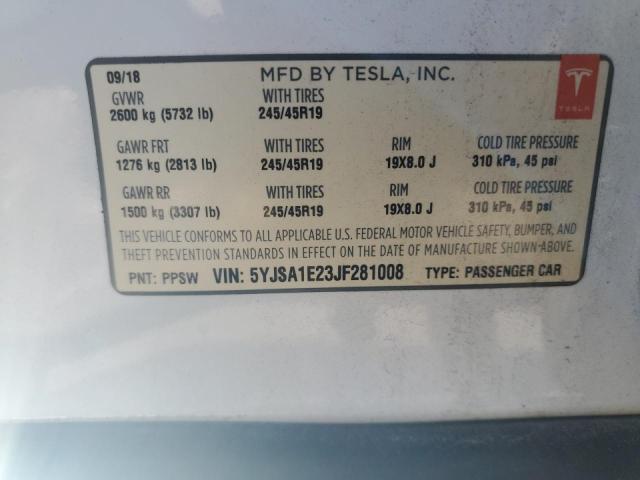 09/18 MFD BY TESLA, INC.
GVWR WITH TIRES
2600 kg (5732 lb) 245/45R19
TESLA
GAWR FRT WITH TIRES RIM COLD TIRE PRESSURE
1276 kg (2813 lb) 245/45R19 19X8.0 J 310 kPa, 45 psi
GAWR RR WITH TIRES RIM COLD TIRE PRESSURE
1500 kg (3307 lb) 245/45R19 19X8.0 J 310 kPa, 45 psi
THIS VEHICLE CONFORMS TO ALL APPLICABLE U.S. FEDERAL MOTOR VEHICLE SAFETY, BUMPER, AND
THEFT PREVENTION STANDARDS IN EFFECT ON THE DATE OF MANUFACTURE SHOWN ABOVE.
PNT: PPSW VIN: 5YJSA1E23JF281008 TYPE: PASSENGER CAR